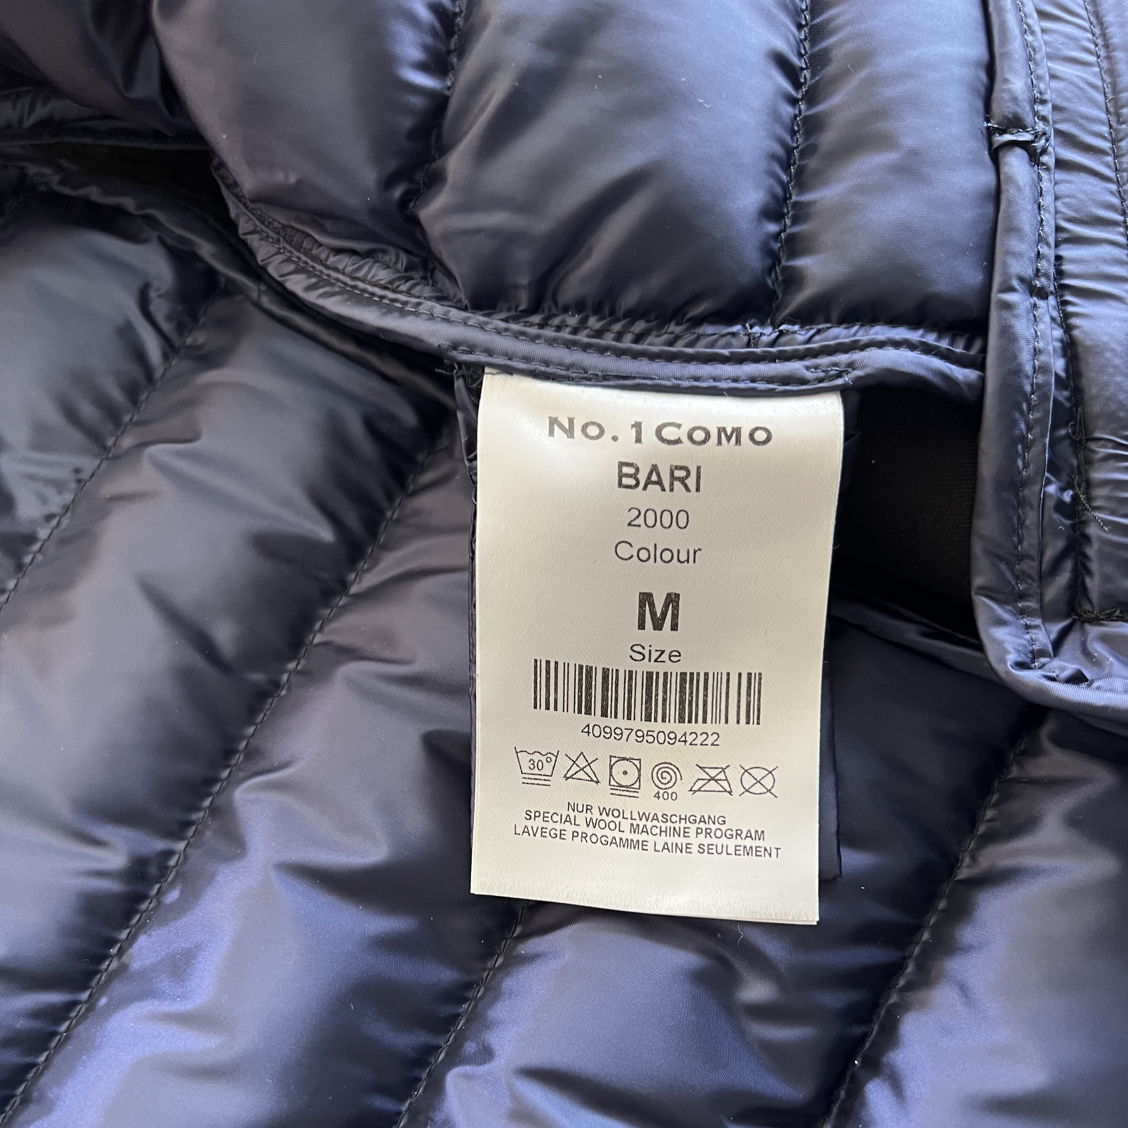 No. 1 COMO
BARI
2000
Colour
M
Size
4099795094222
30°
400
NUR WOLLWASCHGANG
SPECIAL WOOL MACHINE PROGRAM
LAVEGE PROGAMME LAINE SEULEMENT